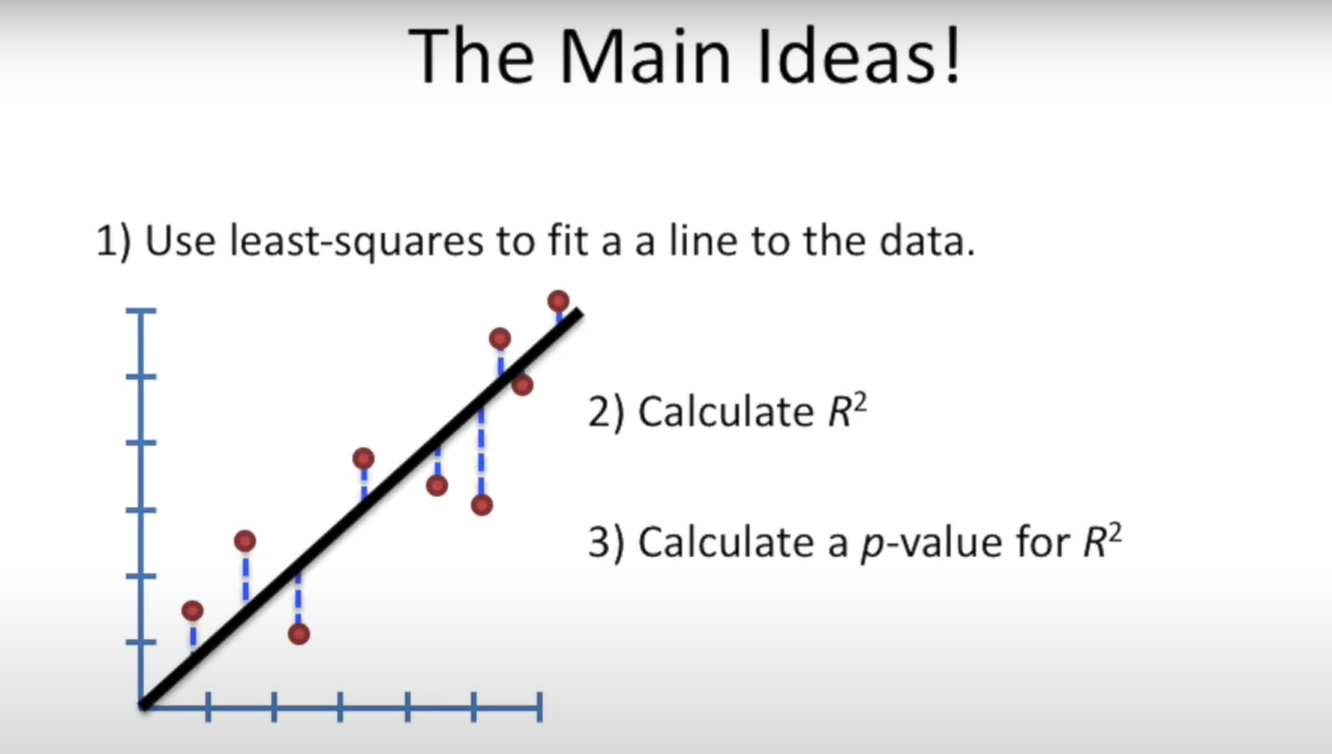 The Main Ideas!
1) Use least-squares to fit a a line to the data.
2) Calculate R²
3) Calculate a p-value for R²